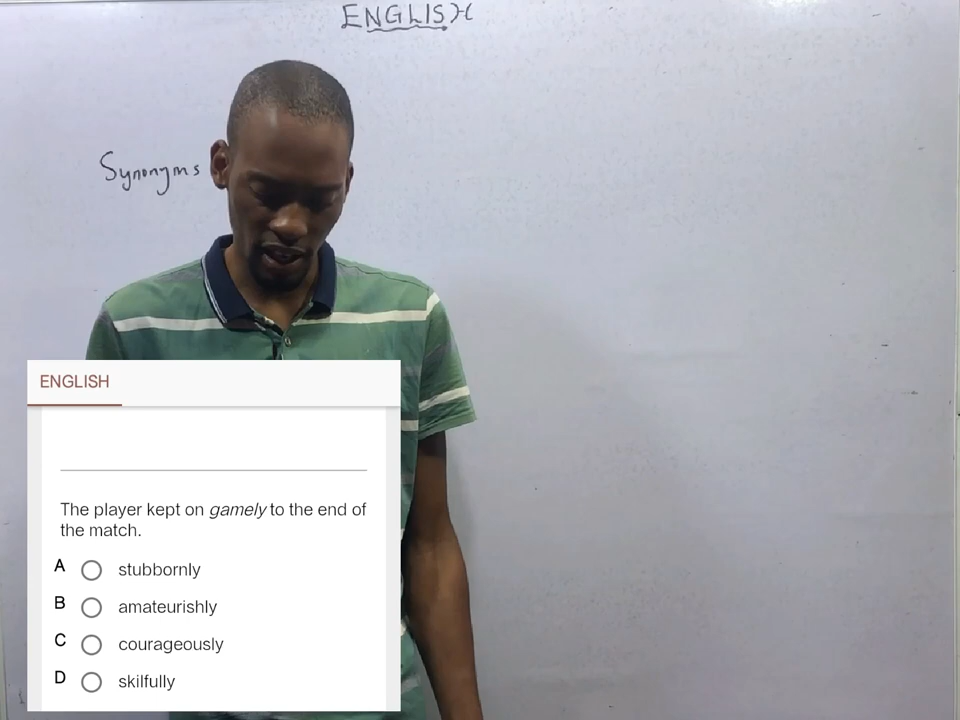 ENGLISH
Synonyms
ENGLISH
The player kept on gamely to the end of
the match.
A stubbornly
B amateurishly
C courageously
D skilfully